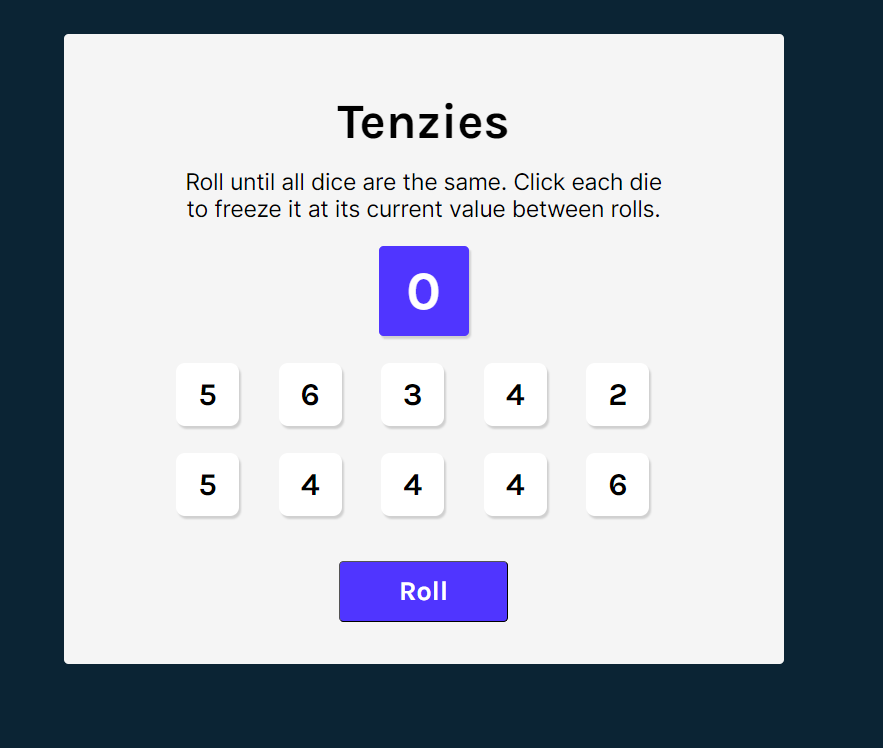 Tenzies
Roll until all dice are the same. Click each die
to freeze it at its current value between rolls.
0
5 6 3 4 2
5 4 4 4 6
Roll